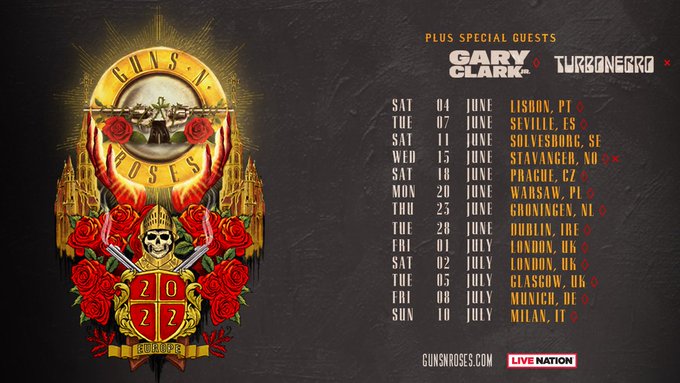 GUNS N' ROSES
20
22
EUROPE
PLUS SPECIAL GUESTS
GARY CLARK JR. ◊ TURBONEGRO ×
SAT 04 JUNE LISBON, PT ◊
TUE 07 JUNE SEVILLE, ES ◊
SAT 11 JUNE SOLVESBORG, SE
WED 15 JUNE STAVANGER, NO ◊ ×
SAT 18 JUNE PRAGUE, CZ ◊
MON 20 JUNE WARSAW, PL ◊
THU 23 JUNE GRONINGEN, NL ◊
TUE 28 JUNE DUBLIN, IRE ◊
FRI 01 JULY LONDON, UK ◊
SAT 02 JULY LONDON, UK ◊
TUE 05 JULY GLASGOW, UK ◊
FRI 08 JULY MUNICH, DE ◊
SUN 10 JULY MILAN, IT ◊
GUNSNROSES.COM LIVE NATION